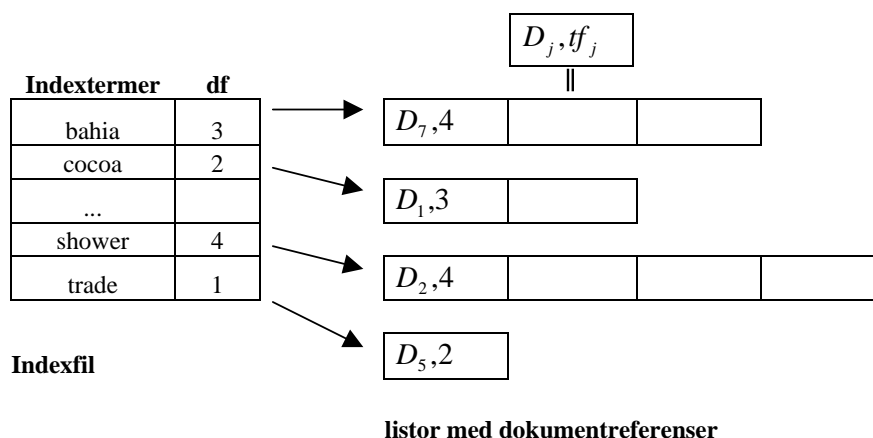 D_j, tf_j
Indextermer df
bahia 3
D_7,4
cocoa 2
D_1,3
...
shower 4
D_2,4
trade 1
D_5,2
Indexfil
listor med dokumentreferenser